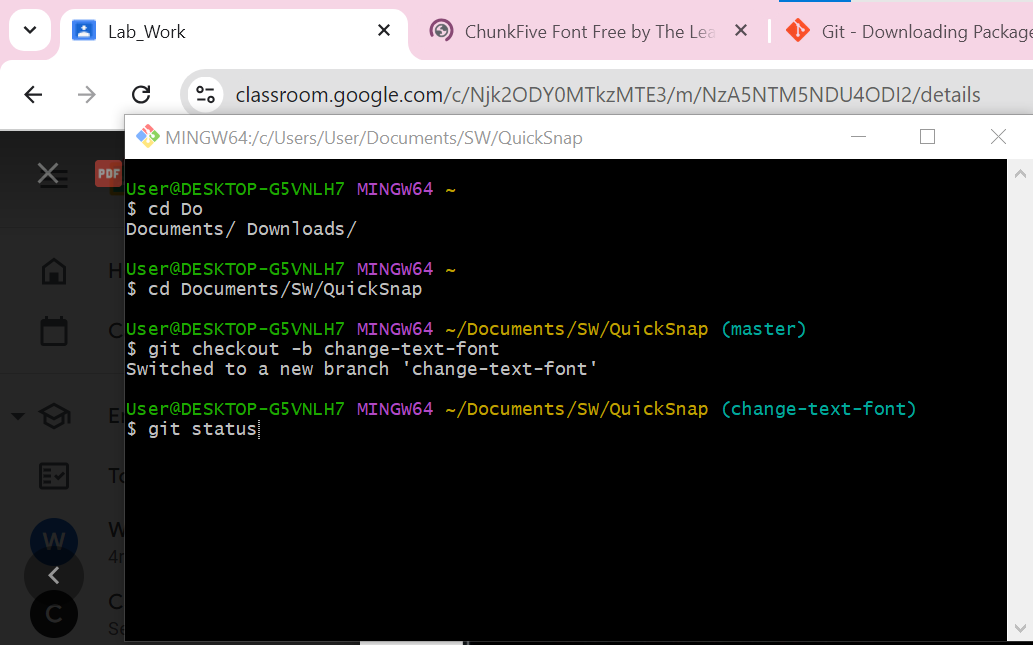 Lab_Work
ChunkFive Font Free by The Lea
Git - Downloading Package
classroom.google.com/c/Njk2ODY0MTkzMTE3/m/NzA5NTM5NDU4ODI2/details
MINGW64:/c/Users/User/Documents/SW/QuickSnap
PDF
User@DESKTOP-G5VNLH7 MINGW64 ~
$ cd Do
Documents/ Downloads/
H
User@DESKTOP-G5VNLH7 MINGW64 ~
$ cd Documents/SW/QuickSnap
C
User@DESKTOP-G5VNLH7 MINGW64 ~/Documents/SW/QuickSnap (master)
$ git checkout -b change-text-font
Switched to a new branch 'change-text-font'
User@DESKTOP-G5VNLH7 MINGW64 ~/Documents/SW/QuickSnap (change-text-font)
$ git status
W
C